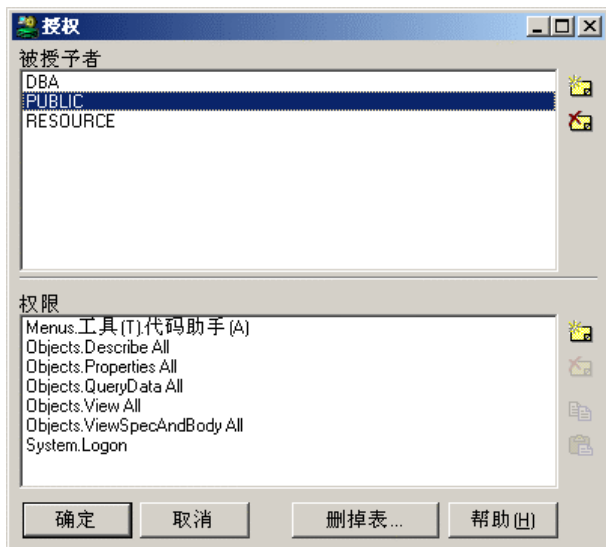 授权
被授予者
DBA
PUBLIC
RESOURCE
权限
Menus.工具(T).代码助手(A)
Objects.Describe All
Objects.Properties All
Objects.QueryData All
Objects.View All
Objects.ViewSpecAndBody All
System.Logon
确定 取消 删掉表... 帮助(H)